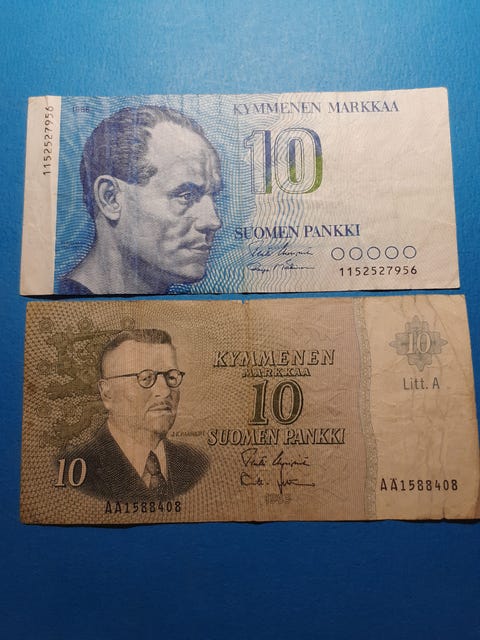 1986
KYMMENEN MARKKAA
10
1152527956
SUOMEN PANKKI
1152527956
KYMMENEN
MARKKAA
10
SUOMEN PANKKI
10
Litt. A
10
AA1588408
AA1588408